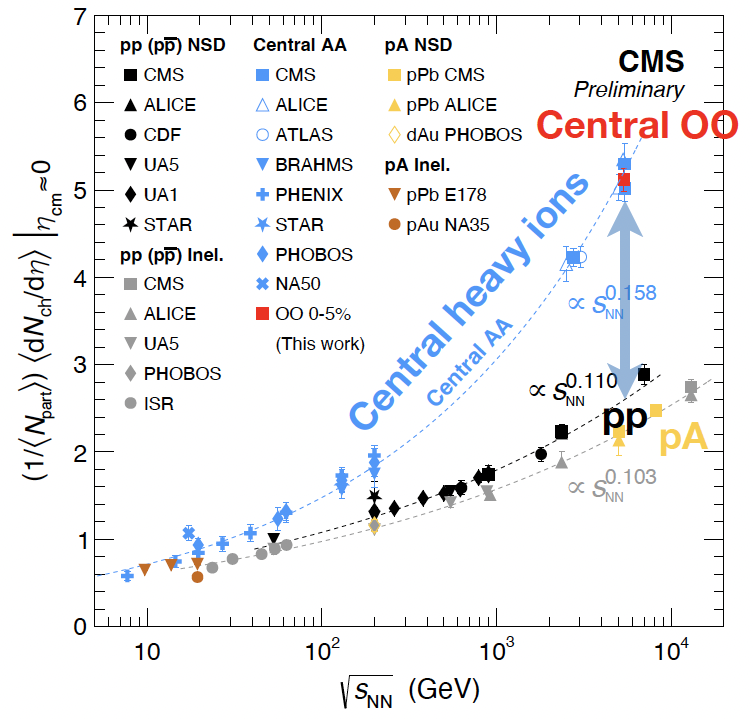 7
6
5
4
3
2
1
0
(1/⟨N_part⟩) ⟨dN_ch/dη⟩ |η_cm≈0
pp (pp̅) NSD
CMS
ALICE
CDF
UA5
UA1
STAR
pp (pp̅) Inel.
CMS
ALICE
UA5
PHOBOS
ISR
Central AA
CMS
ALICE
ATLAS
BRAHMS
PHENIX
STAR
PHOBOS
NA50
OO 0-5%
(This work)
pA NSD
pPb CMS
pPb ALICE
dAu PHOBOS
pA Inel.
pPb E178
pAu NA35
CMS
Preliminary
Central OO
Central heavy ions
Central AA
∝ s_NN^0.158
∝ s_NN^0.110
pp
pA
∝ s_NN^0.103
10
10²
10³
10⁴
√s_NN (GeV)